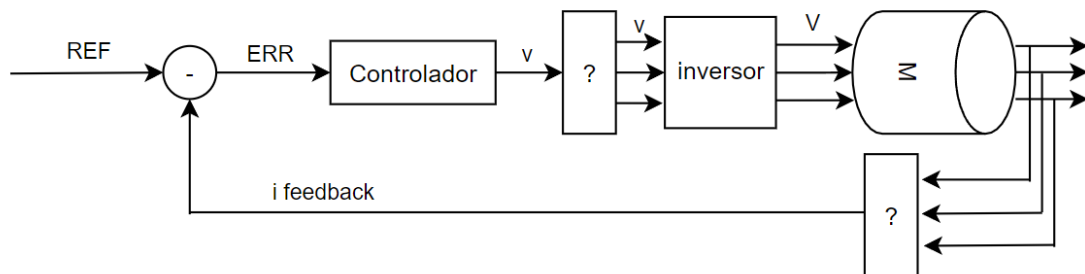 REF
-
ERR
Controlador
v
?
v
inversor
V
M
i feedback
?